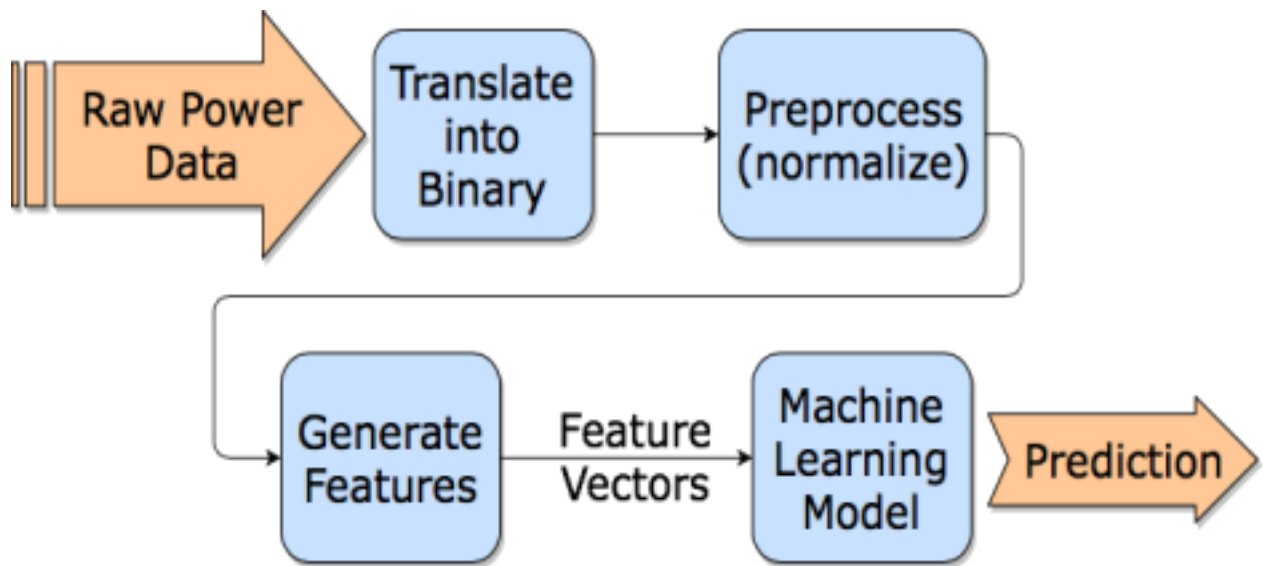 Raw Power
Data
Translate
into
Binary
Preprocess
(normalize)
Generate
Features
Feature
Vectors
Machine
Learning
Model
Prediction